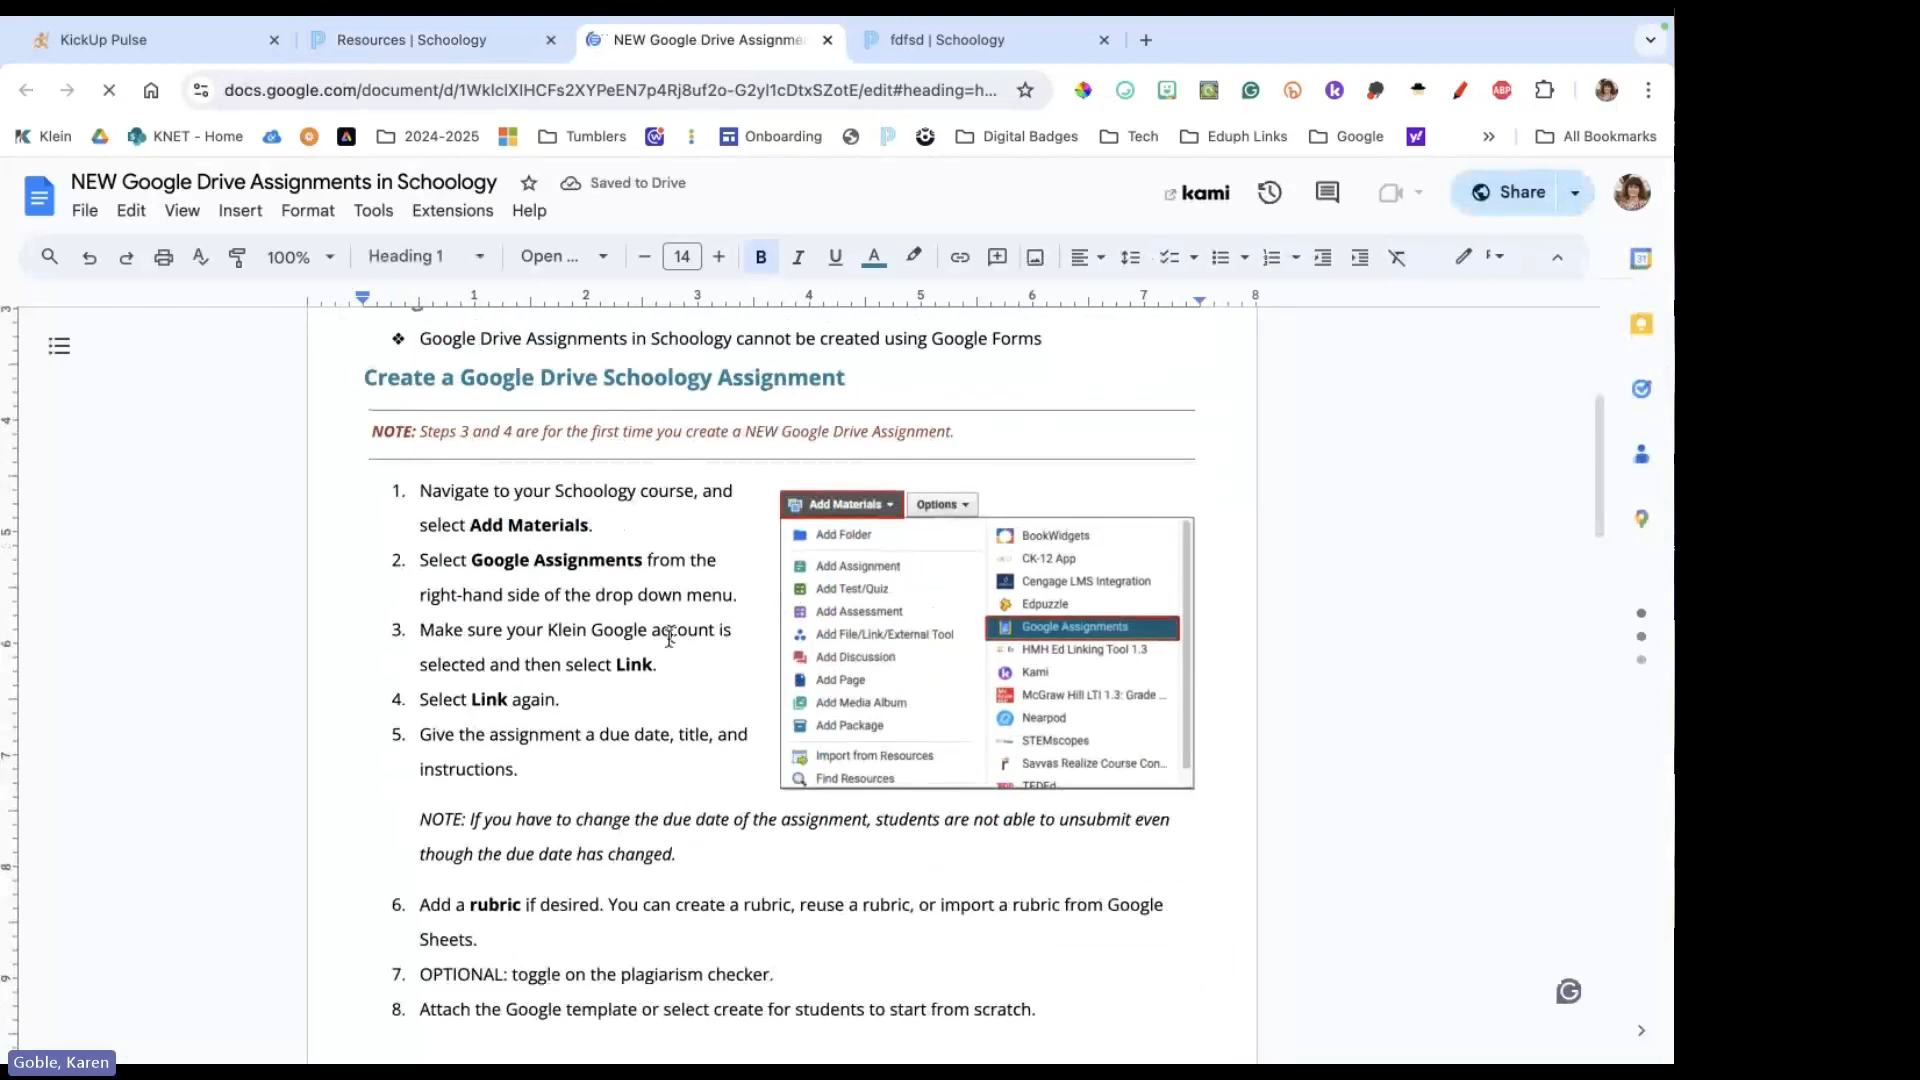 KickUp Pulse
Resources | Schoology
NEW Google Drive Assignme
fdfsd | Schoology
docs.google.com/document/d/1WklclXlHCFs2XYPeEN7p4Rj8uf2o-G2yl1cDtxSZotE/edit#heading=h...
Klein
KNET - Home
2024-2025
Tumblers
Onboarding
Digital Badges
Tech
Eduph Links
Google
All Bookmarks
NEW Google Drive Assignments in Schoology
Saved to Drive
kami
Share
File Edit View Insert Format Tools Extensions Help
100% Heading 1 Open ... 14
1 2 3 4 5 6 7 8
❖ Google Drive Assignments in Schoology cannot be created using Google Forms
Create a Google Drive Schoology Assignment
NOTE: Steps 3 and 4 are for the first time you create a NEW Google Drive Assignment.
1. Navigate to your Schoology course, and
select Add Materials.
2. Select Google Assignments from the
right-hand side of the drop down menu.
3. Make sure your Klein Google account is
selected and then select Link.
4. Select Link again.
5. Give the assignment a due date, title, and
instructions.
Add Materials Options
Add Folder
Add Assignment
Add Test/Quiz
Add Assessment
Add File/Link/External Tool
Add Discussion
Add Page
Add Media Album
Add Package
Import from Resources
Find Resources
BookWidgets
CK-12 App
Cengage LMS Integration
Edpuzzle
Google Assignments
HMH Ed Linking Tool 1.3
Kami
McGraw Hill LTI 1.3: Grade ...
Nearpod
STEMscopes
Savvas Realize Course Con...
TEDEd
NOTE: If you have to change the due date of the assignment, students are not able to unsubmit even
though the due date has changed.
6. Add a rubric if desired. You can create a rubric, reuse a rubric, or import a rubric from Google
Sheets.
7. OPTIONAL: toggle on the plagiarism checker.
8. Attach the Google template or select create for students to start from scratch.
Goble, Karen